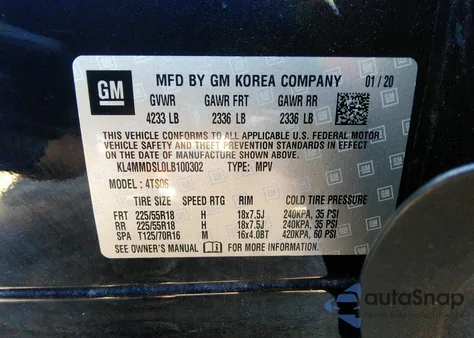 GM MFD BY GM KOREA COMPANY 01/20
GVWR GAWR FRT GAWR RR
4233 LB 2336 LB 2336 LB
THIS VEHICLE CONFORMS TO ALL APPLICABLE U.S. FEDERAL MOTOR
VEHICLE SAFETY AND THEFT PREVENTION STANDARDS IN EFFECT ON
THE DATE OF MANUFACTURE SHOWN ABOVE.
KL4MMDSL0LB100302 TYPE: MPV
MODEL: 4TS06
TIRE SIZE SPEED RTG RIM COLD TIRE PRESSURE
FRT 225/55R18 H 18x7.5J 240KPA, 35 PSI
RR 225/55R18 H 18x7.5J 240KPA, 35 PSI
SPA T125/70R16 M 16x4.0BT 420KPA, 60 PSI
SEE OWNER'S MANUAL FOR MORE INFORMATION
autoSnap
www.autosnap.com